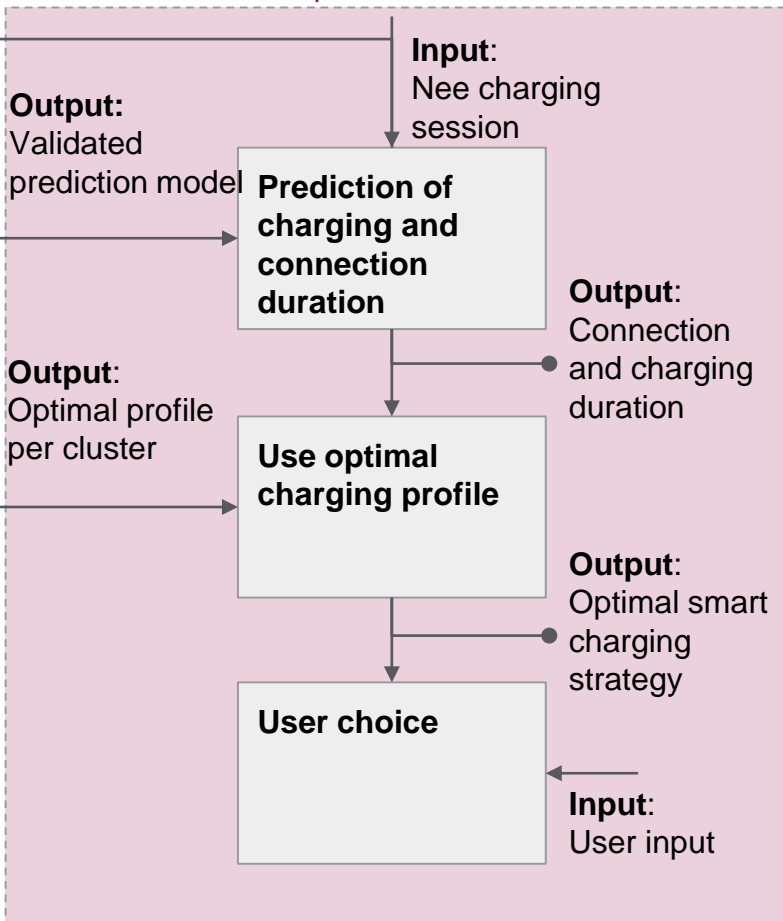 Input:
Nee charging
session
Output:
Validated
prediction model
Prediction of
charging and
connection
duration
Output:
Connection
and charging
duration
Output:
Optimal profile
per cluster
Use optimal
charging profile
Output:
Optimal smart
charging
strategy
User choice
Input:
User input